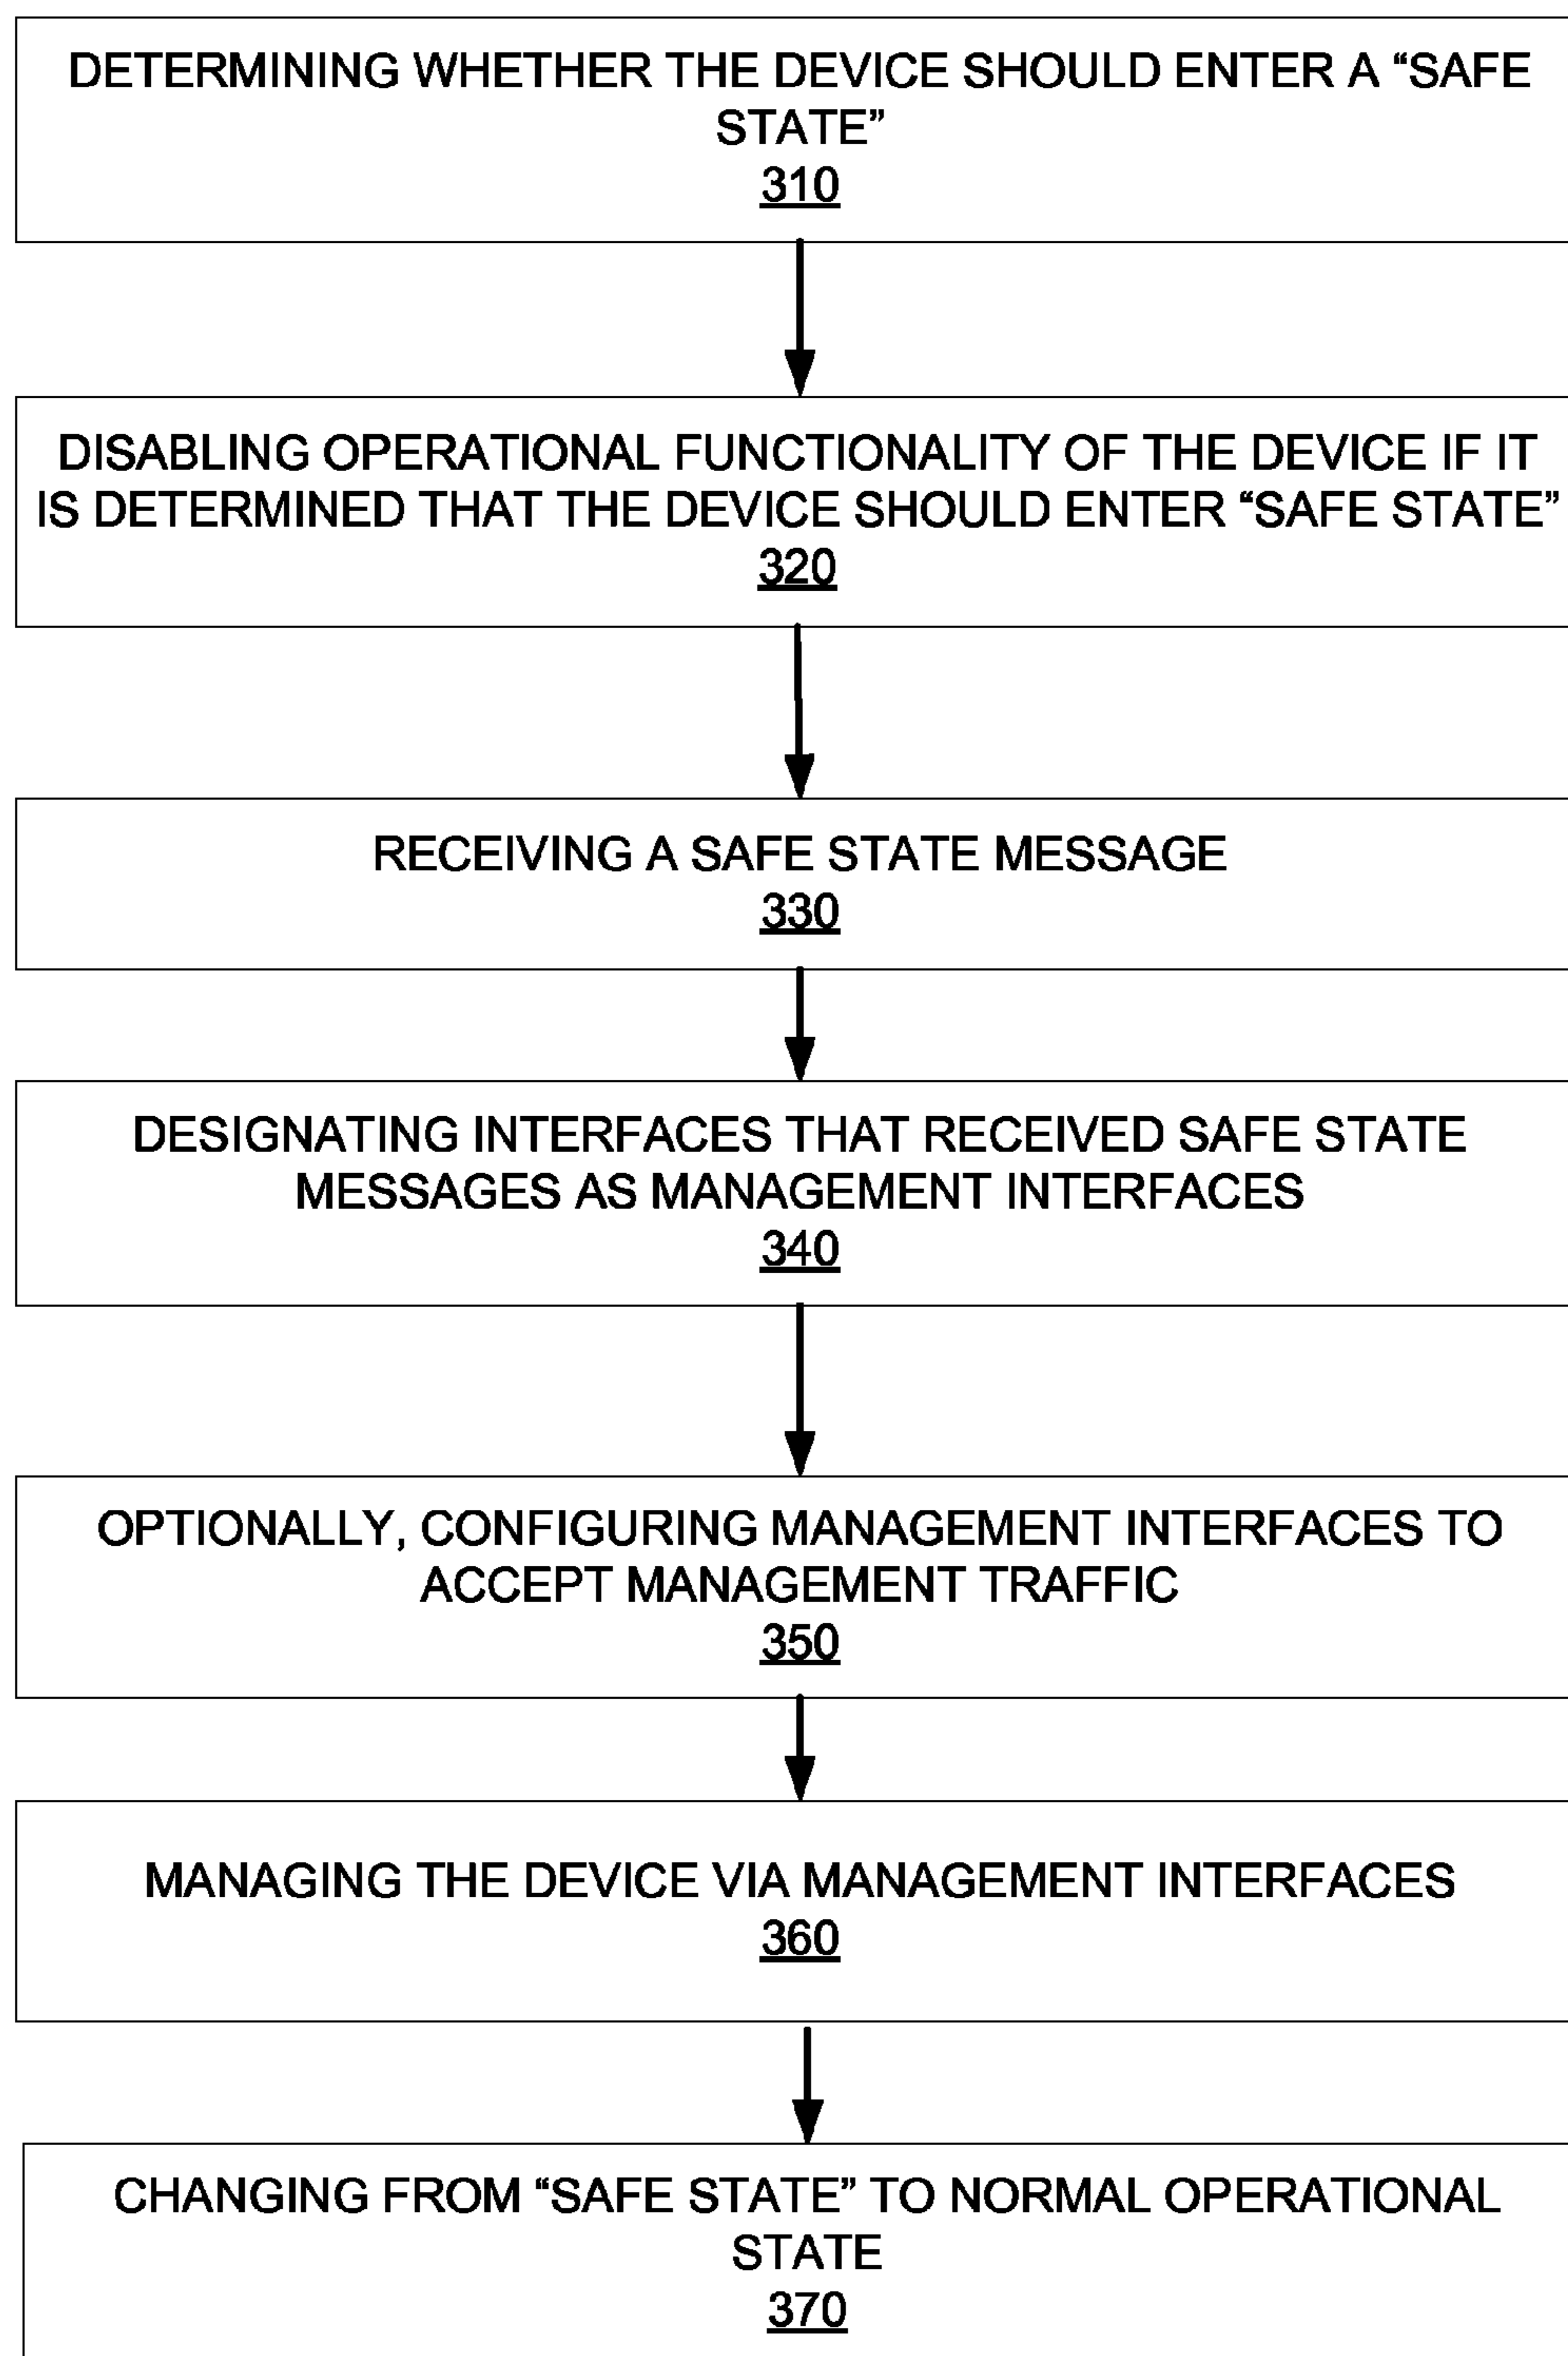 DETERMINING WHETHER THE DEVICE SHOULD ENTER A “SAFE
STATE”
310
DISABLING OPERATIONAL FUNCTIONALITY OF THE DEVICE IF IT
IS DETERMINED THAT THE DEVICE SHOULD ENTER “SAFE STATE”
320
RECEIVING A SAFE STATE MESSAGE
330
DESIGNATING INTERFACES THAT RECEIVED SAFE STATE
MESSAGES AS MANAGEMENT INTERFACES
340
OPTIONALLY, CONFIGURING MANAGEMENT INTERFACES TO
ACCEPT MANAGEMENT TRAFFIC
350
MANAGING THE DEVICE VIA MANAGEMENT INTERFACES
360
CHANGING FROM “SAFE STATE” TO NORMAL OPERATIONAL
STATE
370